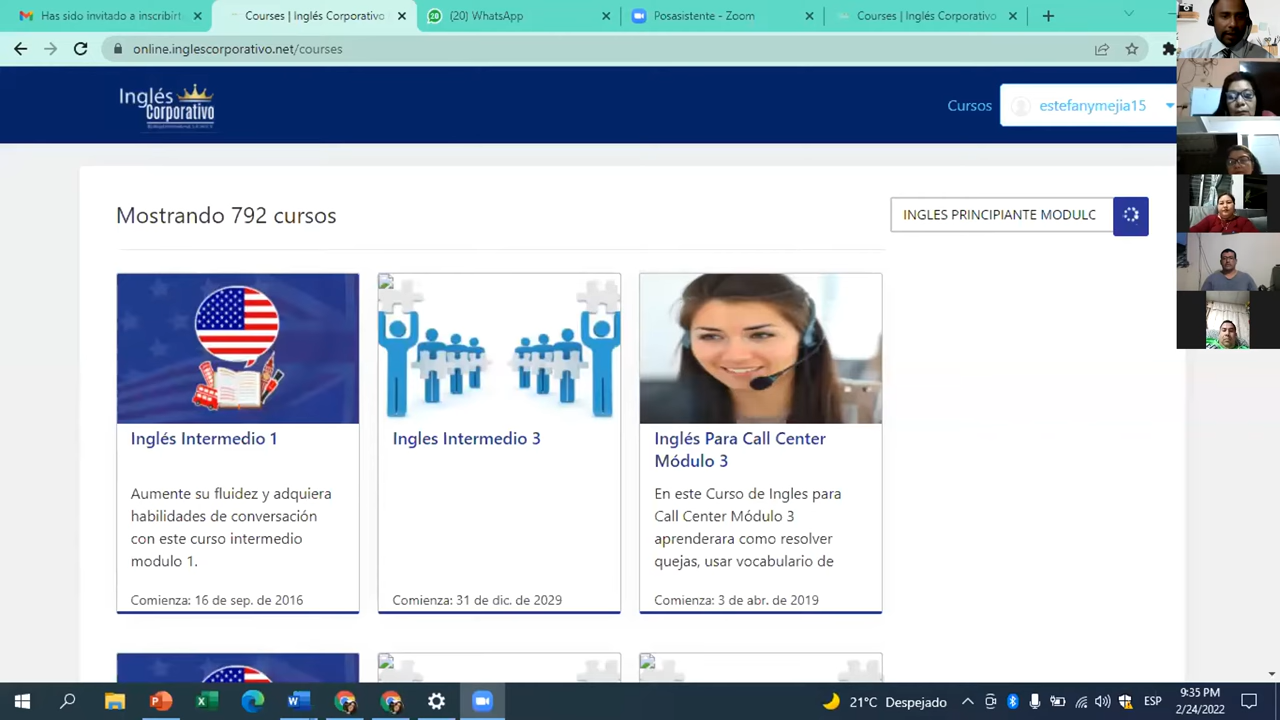 Has sido invitado a inscribirt
Courses | Inglés Corporativo
(20) WhatsApp
Posasistente - Zoom
Courses | Inglés Corporativo
online.inglescorporativo.net/courses
Inglés
Corporativo
Cursos
estefanymejia15
Mostrando 792 cursos
INGLES PRINCIPIANTE MODULO
Inglés Intermedio 1
Ingles Intermedio 3
Inglés Para Call Center
Módulo 3
Aumente su fluidez y adquiera
habilidades de conversación
con este curso intermedio
modulo 1.
En este Curso de Ingles para
Call Center Módulo 3
aprenderara como resolver
quejas, usar vocabulario de
Comienza: 16 de sep. de 2016
Comienza: 31 de dic. de 2029
Comienza: 3 de abr. de 2019
21°C Despejado
ESP
9:35 PM
2/24/2022